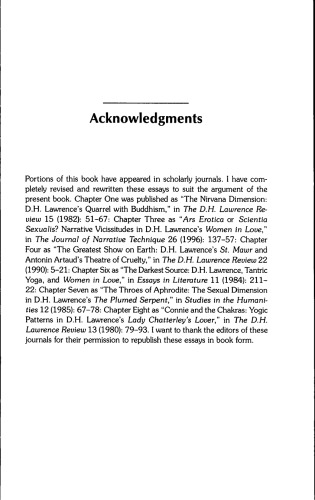 Acknowledgments
Portions of this book have appeared in scholarly journals. I have com-
pletely revised and rewritten these essays to suit the argument of the
present book. Chapter One was published as "The Nirvana Dimension:
D.H. Lawrence's Quarrel with Buddhism," in The D.H. Lawrence Re-
view 15 (1982): 51–67: Chapter Three as "Ars Erotica or Scientia
Sexualis? Narrative Vicissitudes in D.H. Lawrence's Women in Love,"
in The Journal of Narrative Technique 26 (1996): 137–57: Chapter
Four as "The Greatest Show on Earth: D.H. Lawrence's St. Mawr and
Antonin Artaud's Theatre of Cruelty," in The D.H. Lawrence Review 22
(1990): 5–21: Chapter Six as "The Darkest Source: D.H. Lawrence, Tantric
Yoga, and Women in Love," in Essays in Literature 11 (1984): 211–
22: Chapter Seven as "The Throes of Aphrodite: The Sexual Dimension
in D.H. Lawrence's The Plumed Serpent," in Studies in the Humani-
ties 12 (1985): 67–78: Chapter Eight as "Connie and the Chakras: Yogic
Patterns in D.H. Lawrence's Lady Chatterley's Lover," in The D.H.
Lawrence Review 13 (1980): 79–93. I want to thank the editors of these
journals for their permission to republish these essays in book form.